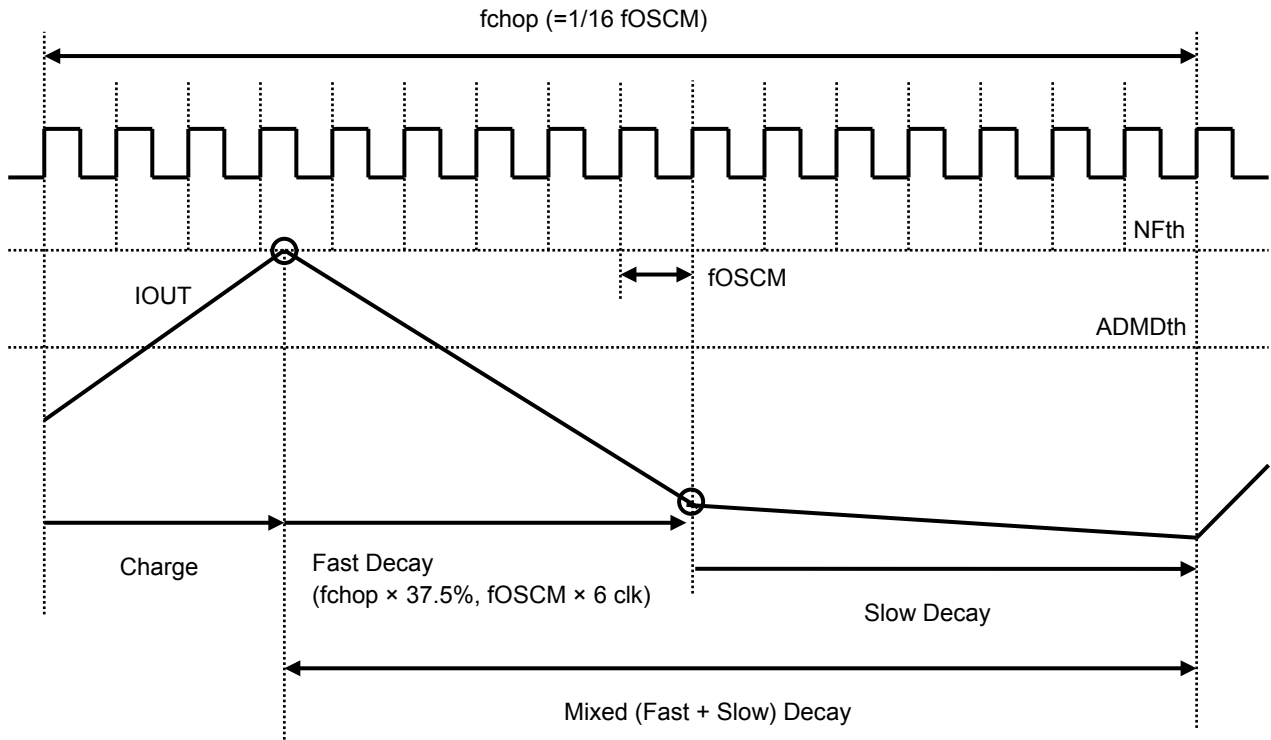 fchop (=1/16 fOSCM)
NFth
fOSCM
IOUT
ADMDth
Charge
Fast Decay
(fchop × 37.5%, fOSCM × 6 clk)
Slow Decay
Mixed (Fast + Slow) Decay